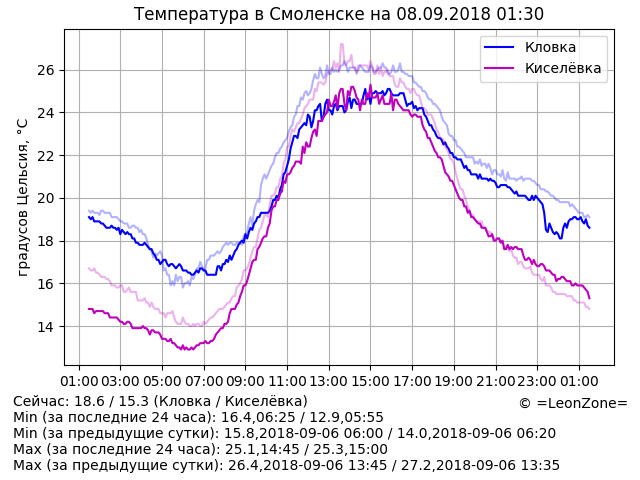 Температура в Смоленске на 08.09.2018 01:30
Кловка
Киселёвка
градусов Цельсия, °C
26
24
22
20
18
16
14
01:00 03:00 05:00 07:00 09:00 11:00 13:00 15:00 17:00 19:00 21:00 23:00 01:00
Сейчас: 18.6 / 15.3 (Кловка / Киселёвка)
© =LeonZone=
Min (за последние 24 часа): 16.4,06:25 / 12.9,05:55
Min (за предыдущие сутки): 15.8,2018-09-06 06:00 / 14.0,2018-09-06 06:20
Max (за последние 24 часа): 25.1,14:45 / 25.3,15:00
Max (за предыдущие сутки): 26.4,2018-09-06 13:45 / 27.2,2018-09-06 13:35